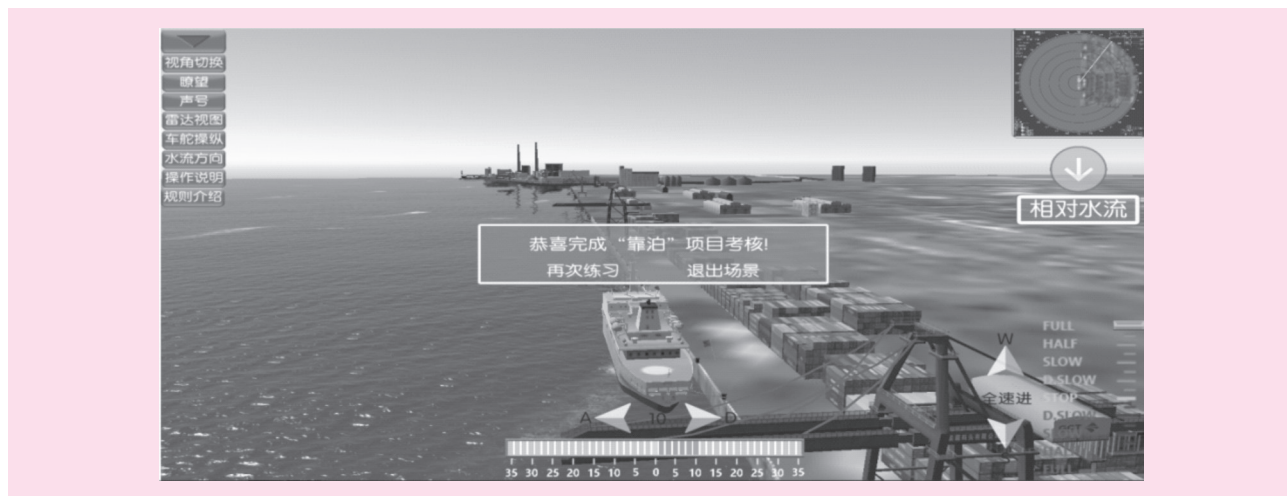 视角切换
瞭望
声号
雷达视图
车舵操纵
水流方向
操作说明
规则介绍
相对水流
恭喜完成“靠泊”项目考核!
再次练习 退出场景
FULL
HALF
SLOW
D.SLOW
STOP
D.SLOW
FULL
W
全速进
A 10 D
35 30 25 20 15 10 5 0 5 10 15 20 25 30 35